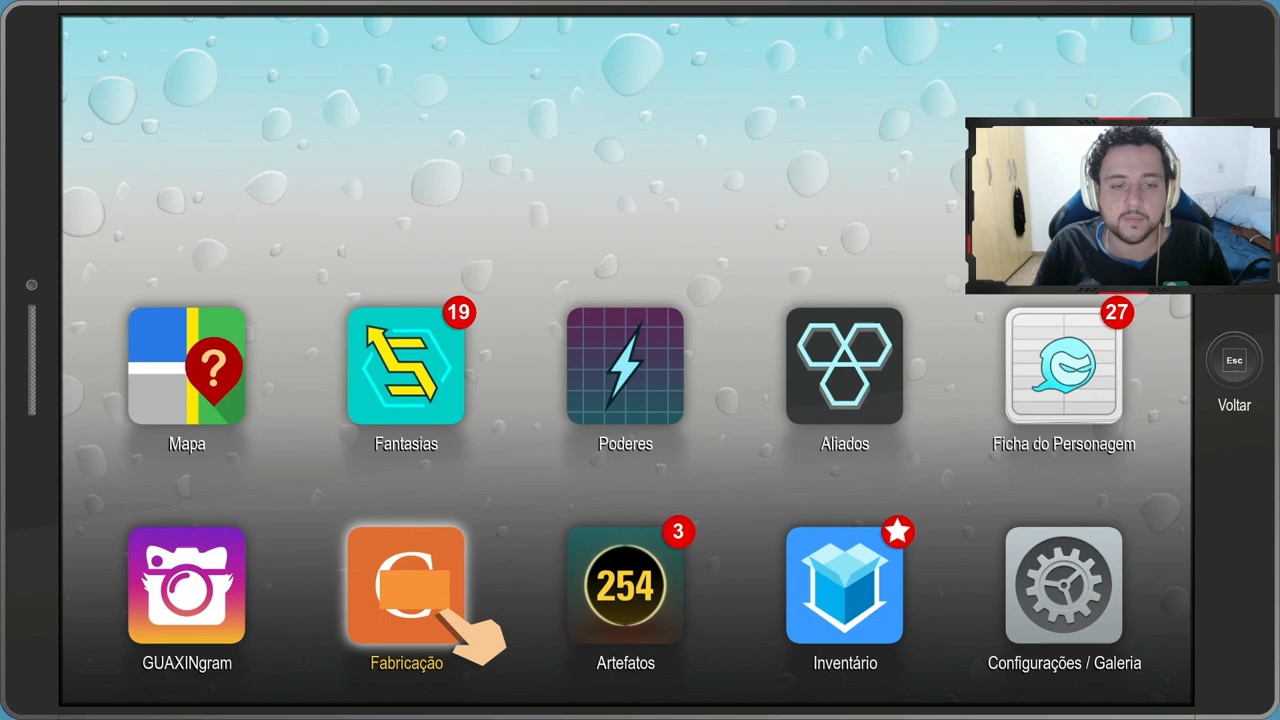 19
27
Mapa
Fantasias
Poderes
Aliados
Ficha do Personagem
Esc
Voltar
3
C
254
GUAXINgram
Fabricação
Artefatos
Inventário
Configurações / Galeria